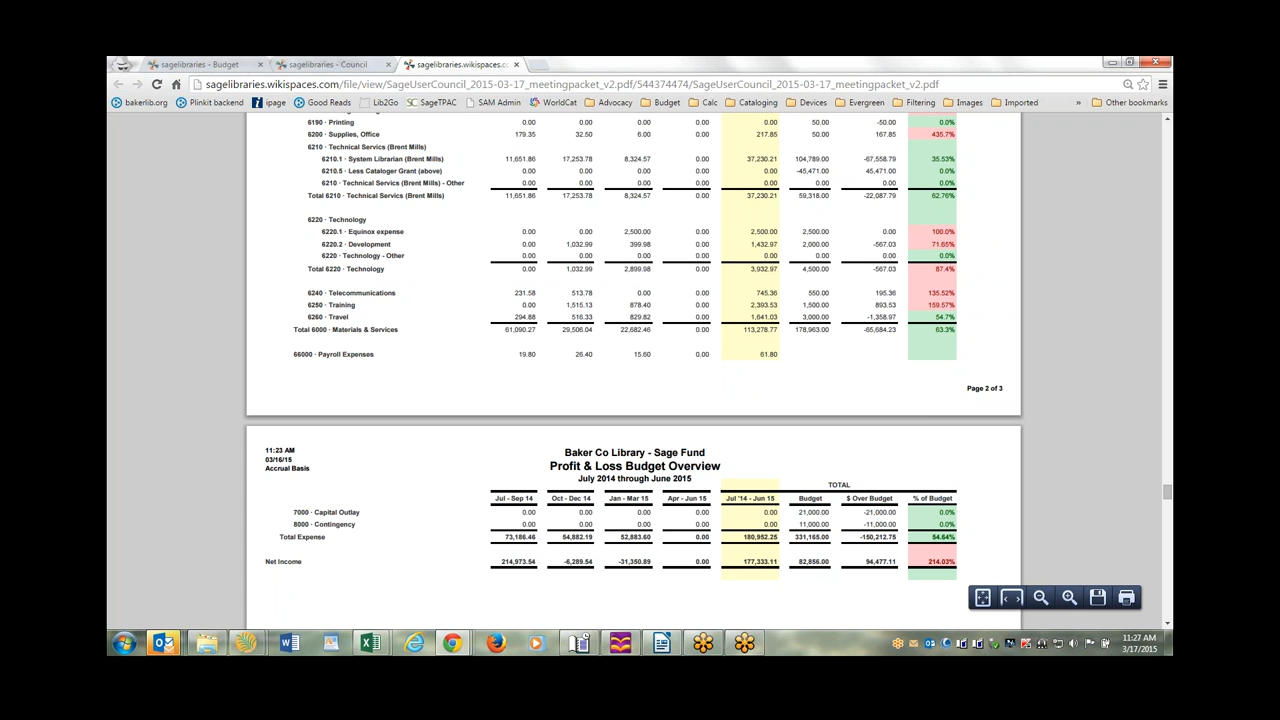 sagelibraries - Budget
sagelibraries - Council
sagelibraries.wikispaces.co
sagelibraries.wikispaces.com/file/view/SageUserCouncil_2015-03-17_meetingpacket_v2.pdf/544374474/SageUserCouncil_2015-03-17_meetingpacket_v2.pdf
bakerlib.org Plinkit backend ipage Good Reads Lib2Go SageTPAC SAM Admin WorldCat Advocacy Budget Calc Cataloging Devices Evergreen Filtering Images Imported » Other bookmarks
6190 · Printing 0.00 0.00 0.00 0.00 0.00 50.00 -50.00 0.0%
6200 · Supplies, Office 179.35 32.50 6.00 0.00 217.85 50.00 167.85 435.7%
6210 · Technical Servics (Brent Mills)
6210.1 · System Librarian (Brent Mills) 11,651.86 17,253.78 8,324.57 0.00 37,230.21 104,789.00 -67,558.79 35.53%
6210.5 · Less Cataloger Grant (above) 0.00 0.00 0.00 0.00 0.00 -45,471.00 45,471.00 0.0%
6210 · Technical Servics (Brent Mills) - Other 0.00 0.00 0.00 0.00 0.00 0.00 0.00 0.0%
Total 6210 · Technical Servics (Brent Mills) 11,651.86 17,253.78 8,324.57 0.00 37,230.21 59,318.00 -22,087.79 62.76%
6220 · Technology
6220.1 · Equinox expense 0.00 0.00 2,500.00 0.00 2,500.00 2,500.00 0.00 100.0%
6220.2 · Development 0.00 1,032.99 399.98 0.00 1,432.97 2,000.00 -567.03 71.65%
6220 · Technology - Other 0.00 0.00 0.00 0.00 0.00 0.00 0.00 0.0%
Total 6220 · Technology 0.00 1,032.99 2,899.98 0.00 3,932.97 4,500.00 -567.03 87.4%
6240 · Telecommunications 231.58 513.78 0.00 0.00 745.36 550.00 195.36 135.52%
6250 · Training 0.00 1,515.13 878.40 0.00 2,393.53 1,500.00 893.53 159.57%
6260 · Travel 294.88 516.33 829.82 0.00 1,641.03 3,000.00 -1,358.97 54.7%
Total 6000 · Materials & Services 61,090.27 29,506.04 22,682.46 0.00 113,278.77 178,963.00 -65,684.23 63.3%
66000 · Payroll Expenses 19.80 26.40 15.60 0.00 61.80
Page 2 of 3
11:23 AM
03/16/15
Accrual Basis
Baker Co Library - Sage Fund
Profit & Loss Budget Overview
July 2014 through June 2015
TOTAL
Jul - Sep 14 Oct - Dec 14 Jan - Mar 15 Apr - Jun 15 Jul '14 - Jun 15 Budget $ Over Budget % of Budget
7000 · Capital Outlay 0.00 0.00 0.00 0.00 0.00 21,000.00 -21,000.00 0.0%
8000 · Contingency 0.00 0.00 0.00 0.00 0.00 11,000.00 -11,000.00 0.0%
Total Expense 73,186.46 54,882.19 52,883.60 0.00 180,952.25 331,165.00 -150,212.75 54.64%
Net Income 214,973.54 -6,289.54 -31,350.89 0.00 177,333.11 82,856.00 94,477.11 214.03%
11:27 AM
3/17/2015